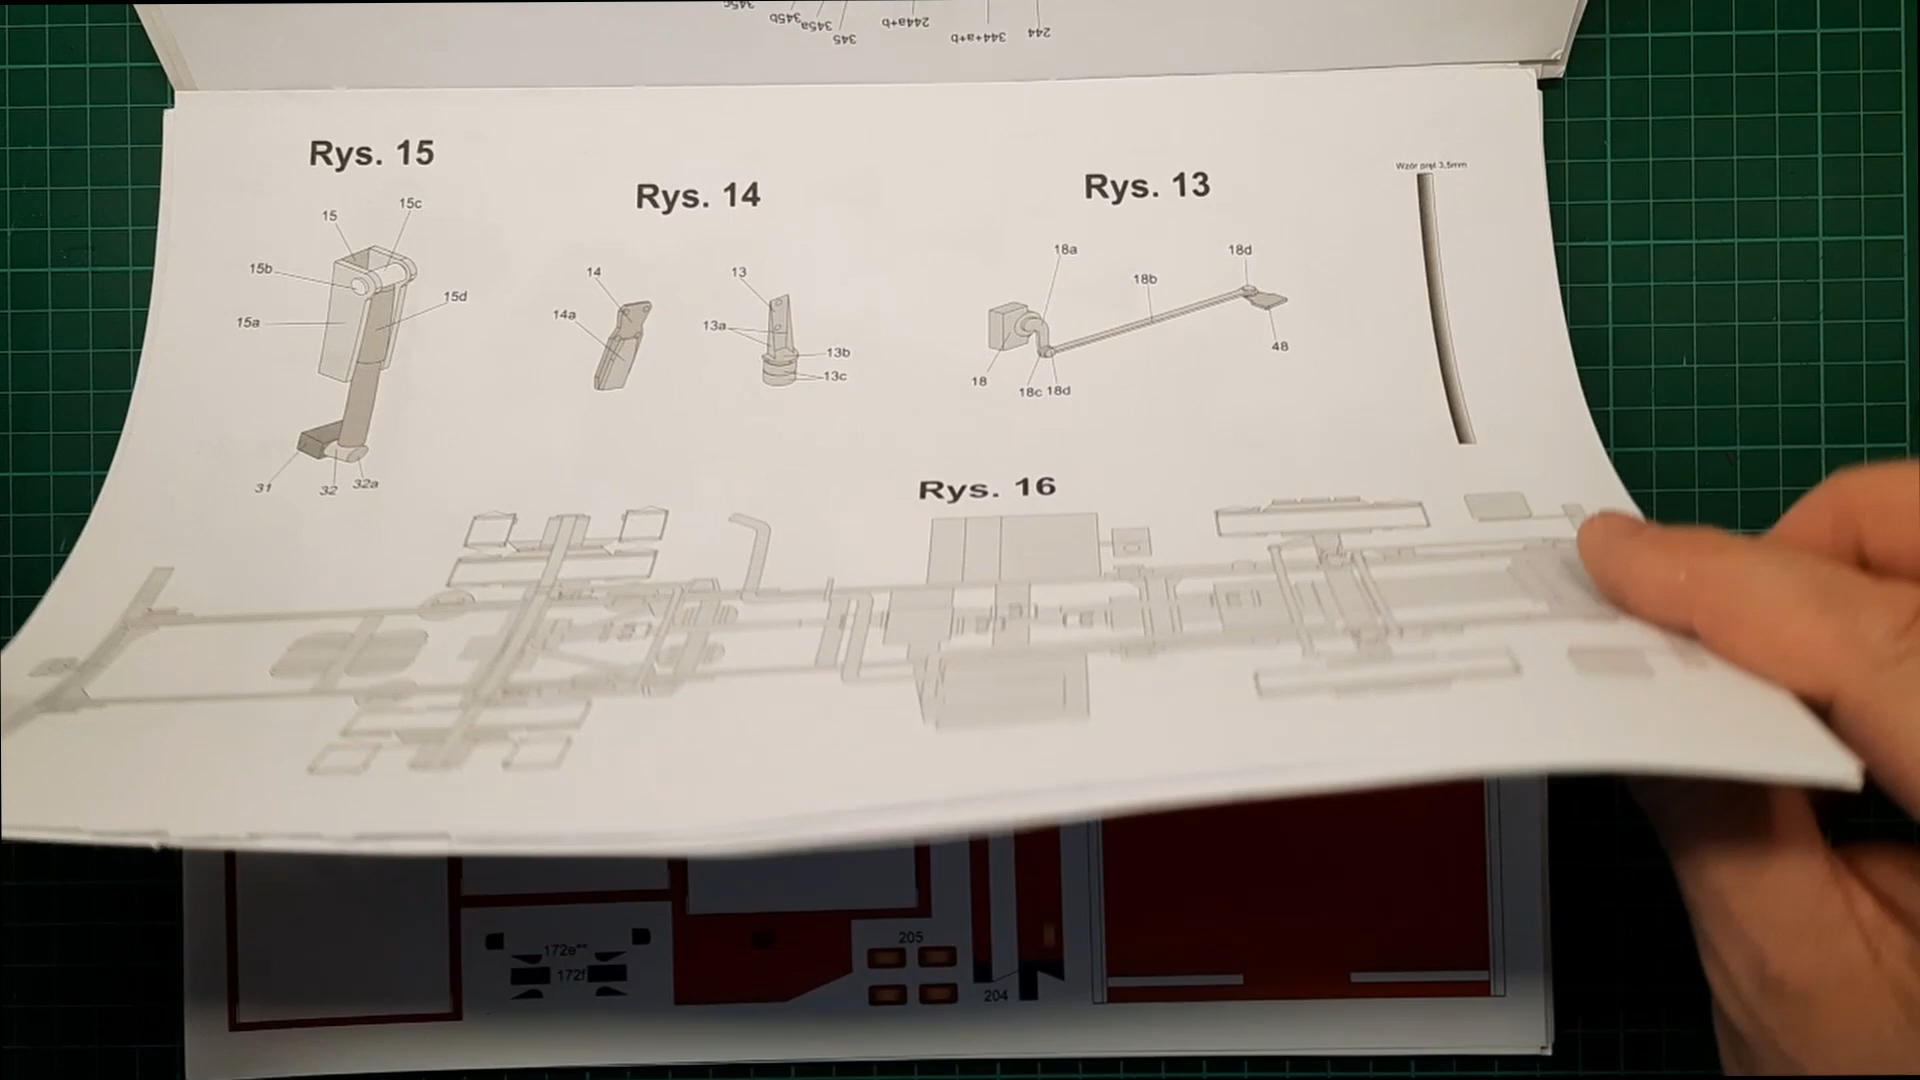 345c
345b
345a
345
244a+b
344+a+b
244
Rys. 15
15
15c
15b
15d
15a
31
32
32a
Rys. 14
14
14a
13
13a
13b
13c
Rys. 13
18a
18b
18d
18
18c 18d
48
Wzór pręt 3,5mm
Rys. 16
172e**
172f
205
204